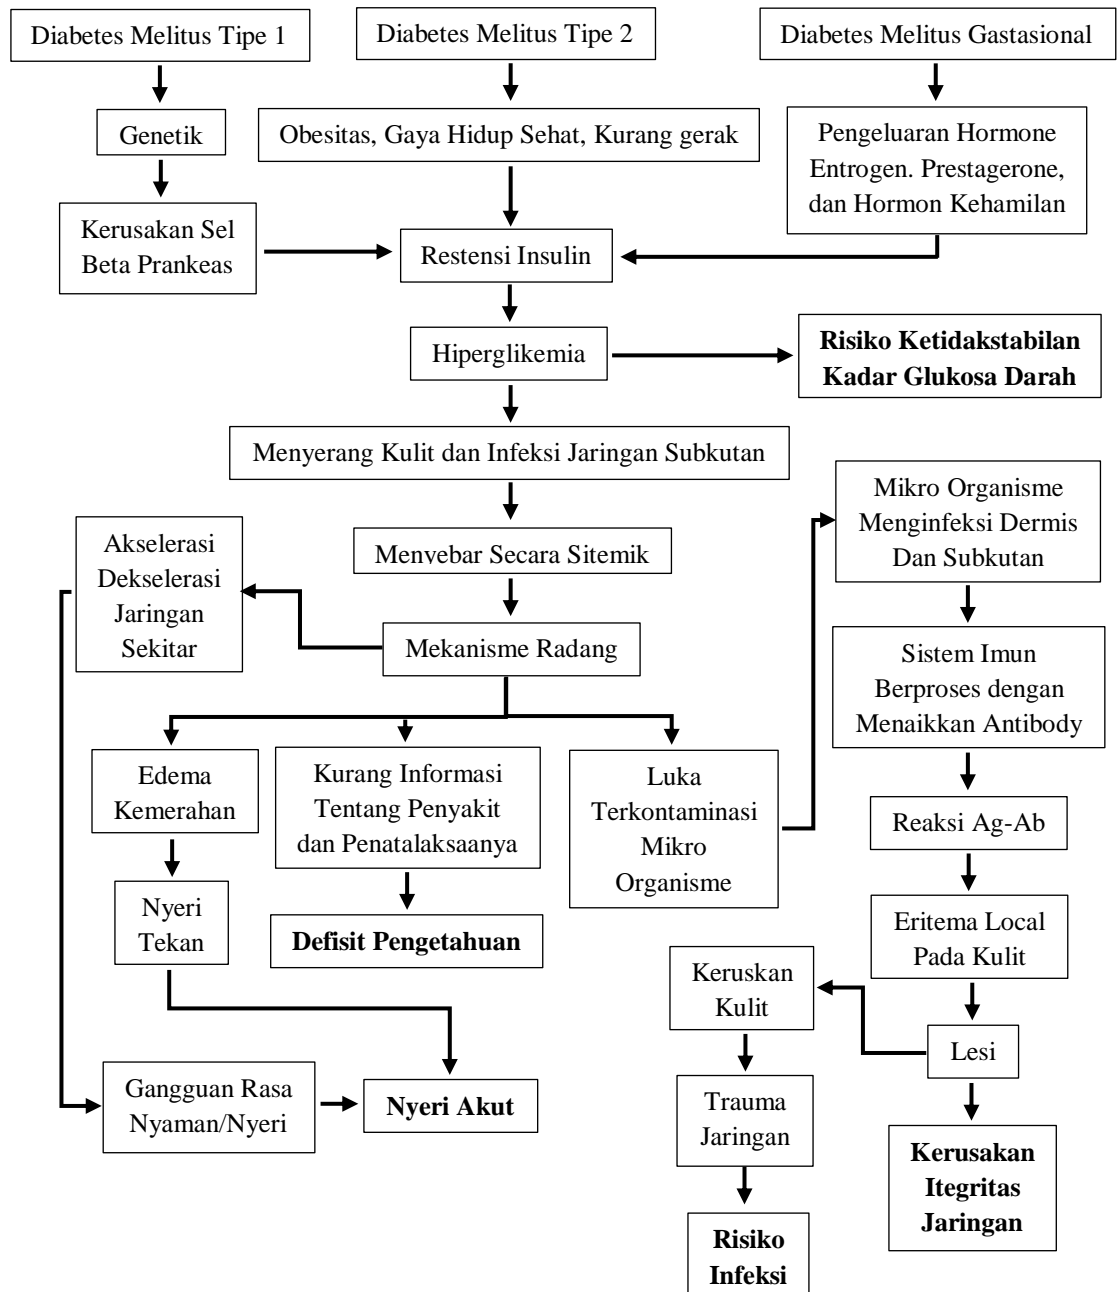 Diabetes Melitus Tipe 1
Diabetes Melitus Tipe 2
Diabetes Melitus Gastasional
Genetik
Obesitas, Gaya Hidup Sehat, Kurang gerak
Pengeluaran Hormone
Entrogen. Prestagerone,
dan Hormon Kehamilan
Kerusakan Sel
Beta Prankeas
Restensi Insulin
Hiperglikemia
Risiko Ketidakstabilan
Kadar Glukosa Darah
Menyerang Kulit dan Infeksi Jaringan Subkutan
Mikro Organisme
Menginfeksi Dermis
Dan Subkutan
Akselerasi
Dekselerasi
Jaringan
Sekitar
Menyebar Secara Sitemik
Mekanisme Radang
Sistem Imun
Berproses dengan
Menaikkan Antibody
Edema
Kemerahan
Kurang Informasi
Tentang Penyakit
dan Penatalaksaanya
Luka
Terkontaminasi
Mikro
Organisme
Reaksi Ag-Ab
Nyeri
Tekan
Defisit Pengetahuan
Eritema Local
Pada Kulit
Keruskan
Kulit
Lesi
Gangguan Rasa
Nyaman/Nyeri
Nyeri Akut
Trauma
Jaringan
Kerusakan
Itegritas
Jaringan
Risiko
Infeksi